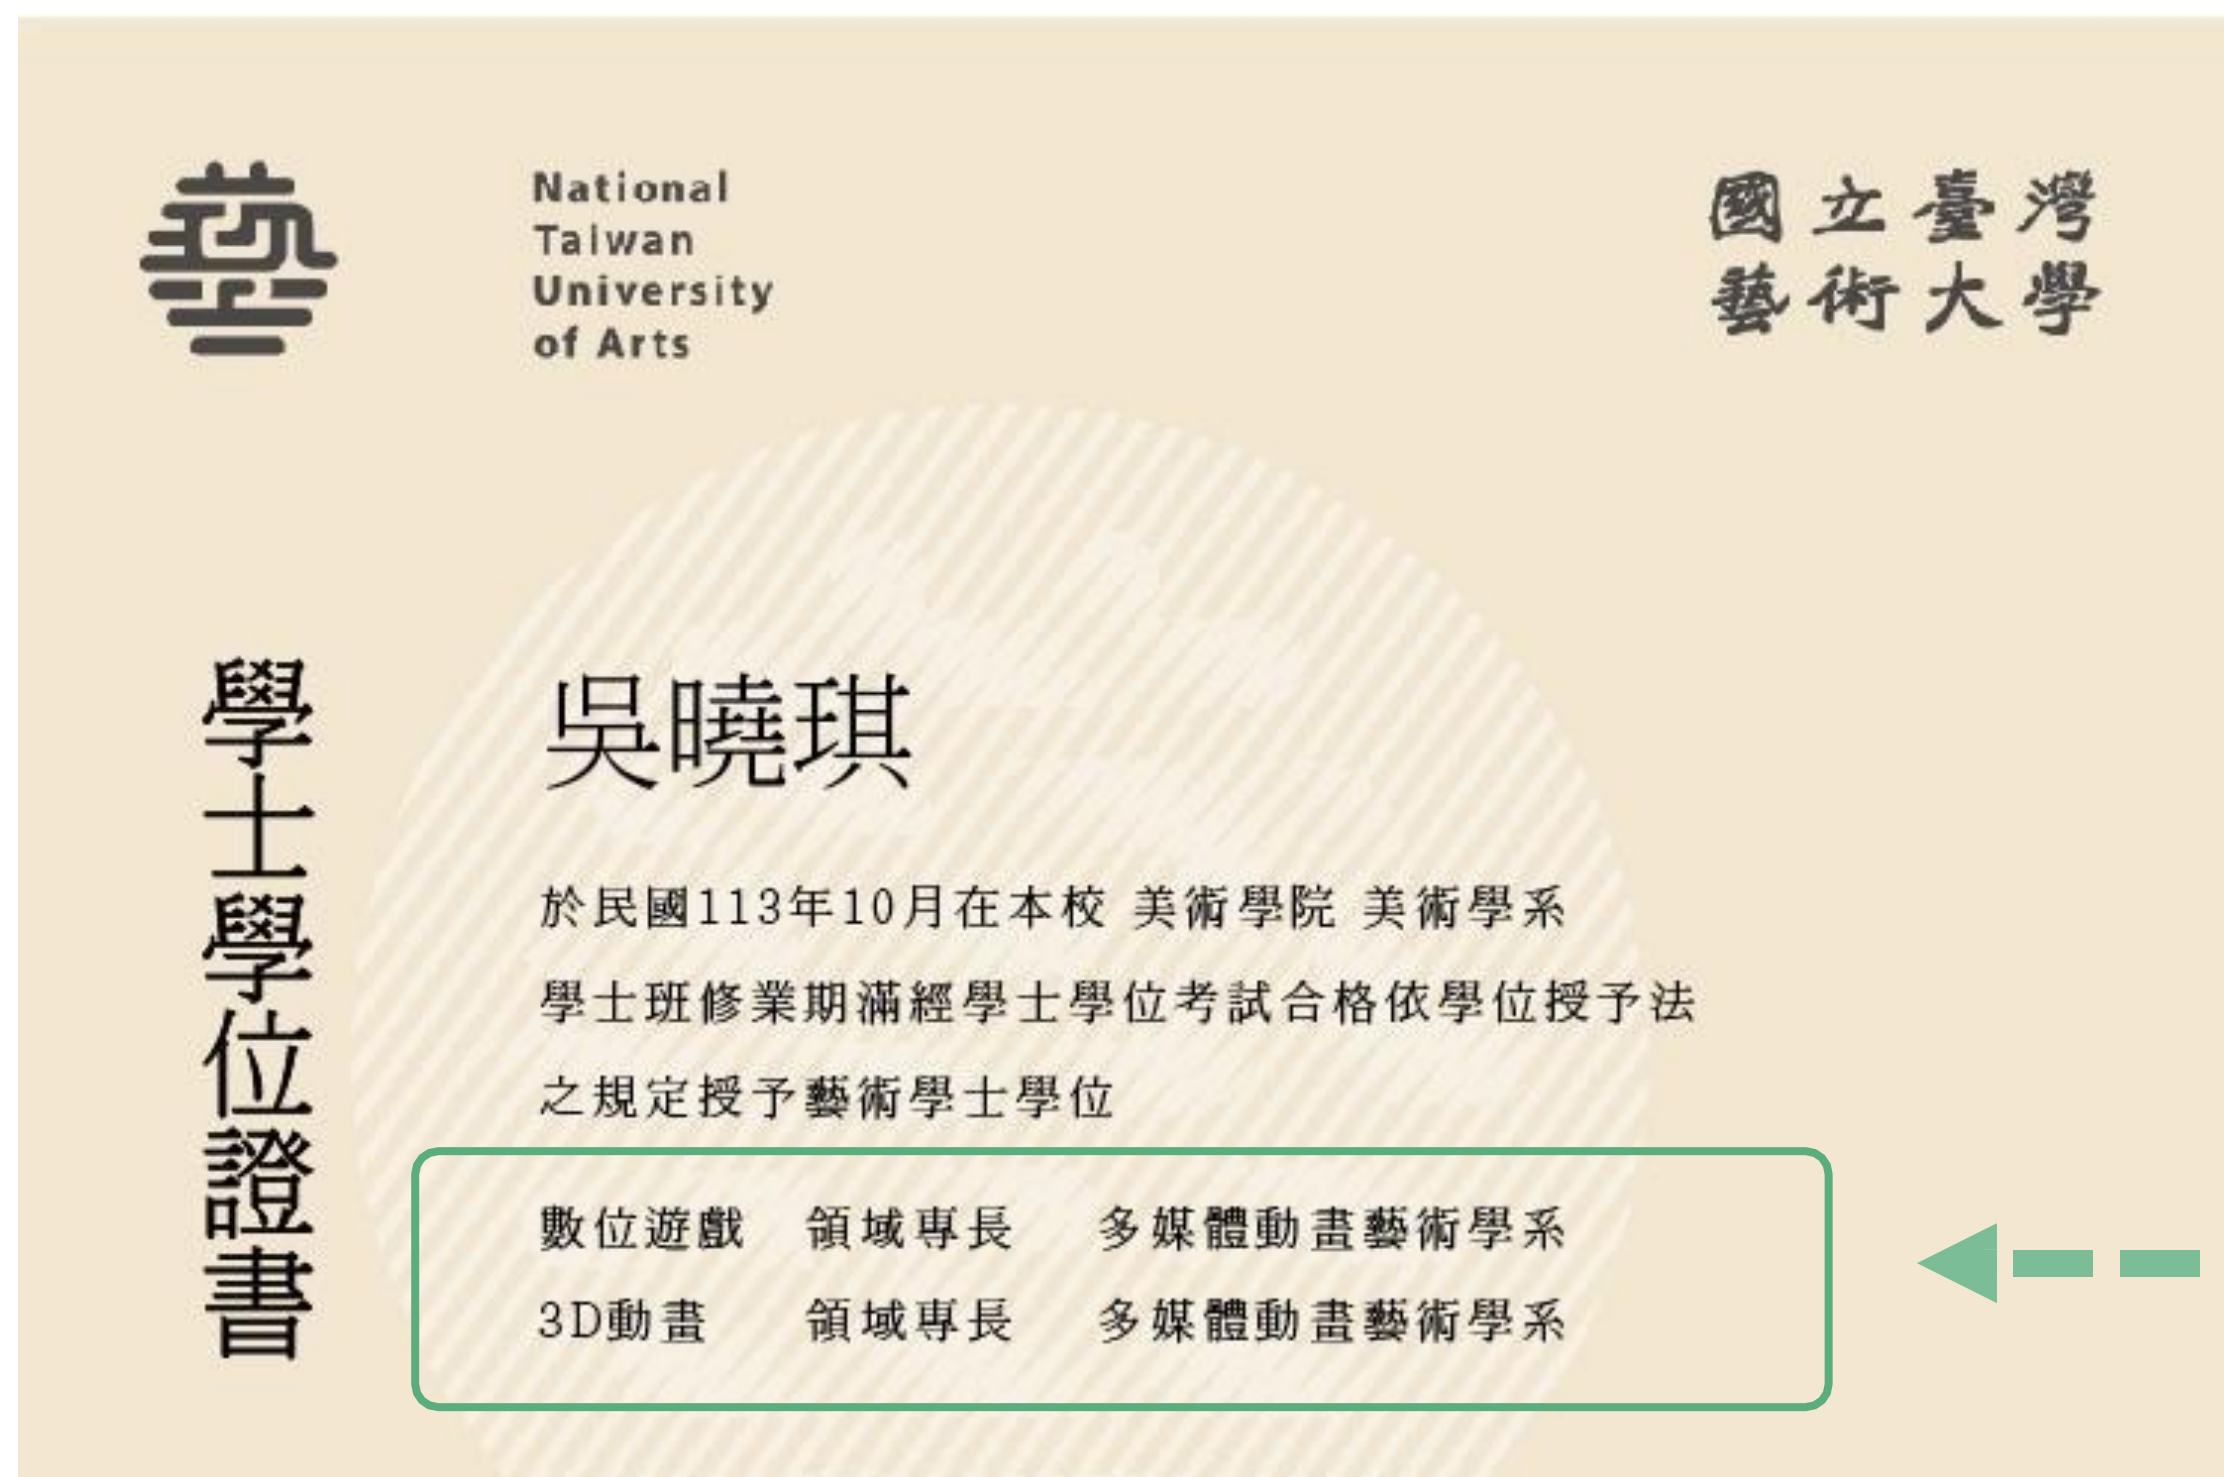 National
Taiwan
University
of Arts
國立臺灣
藝術大學
學士學位證書
吳曉琪
於民國113年10月在本校 美術學院 美術學系
學士班修業期滿經學士學位考試合格依學位授予法
之規定授予藝術學士學位
數位遊戲 領域專長 多媒體動畫藝術學系
3D動畫 領域專長 多媒體動畫藝術學系